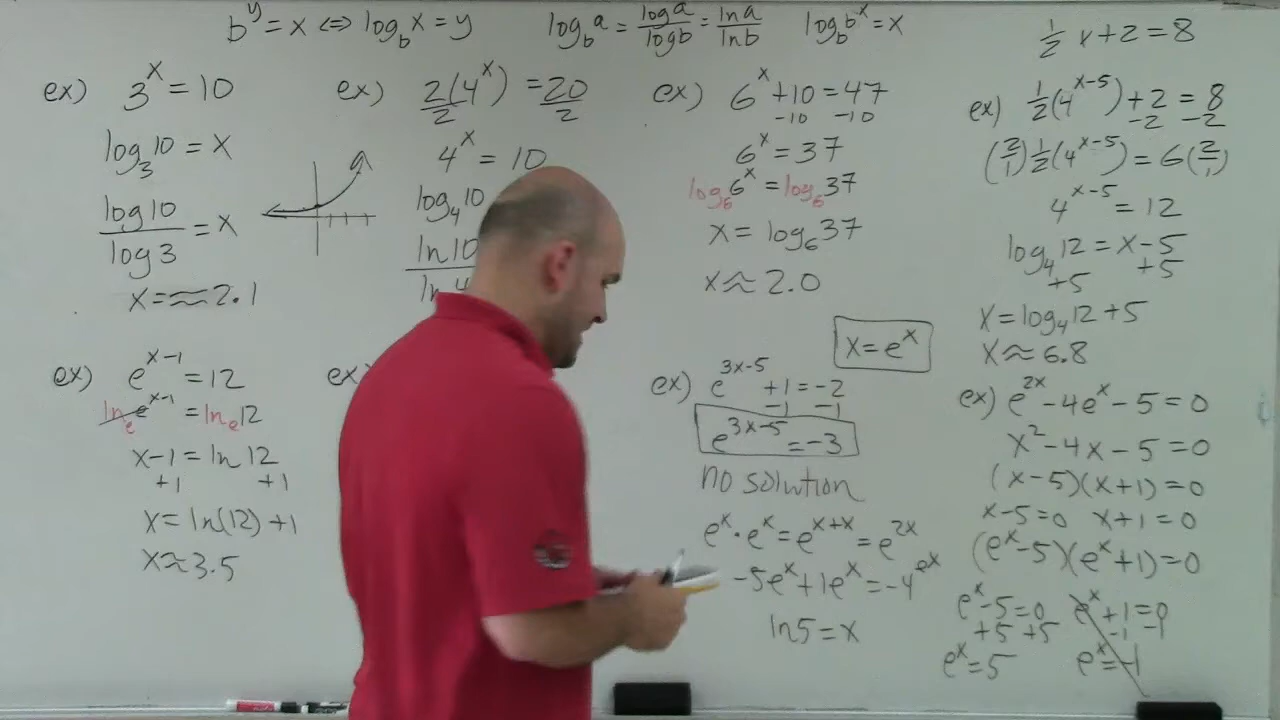 b^y = x ⇔ log_b x = y
log_b a = log a / log b = ln a / ln b
log_b b^x = x
1/2 x + 2 = 8
ex) 3^x = 10
log_3 10 = x
log 10 / log 3 = x
x = ≈ 2.1
ex) 2(4^x) / 2 = 20 / 2
4^x = 10
log_4 10
ln 10
ln 4
ex) 6^x + 10 = 47
-10 -10
6^x = 37
log_6 6^x = log_6 37
x = log_6 37
x ≈ 2.0
ex) 1/2(4^(x-5)) + 2 = 8
-2 -2
(2/1) 1/2(4^(x-5)) = 6(2/1)
4^(x-5) = 12
log_4 12 = x-5
+5 +5
x = log_4 12 + 5
x ≈ 6.8
ex) e^(x-1) = 12
ln_e e^(x-1) = ln_e 12
x-1 = ln 12
+1 +1
x = ln(12) + 1
x ≈ 3.5
ex)
x = e^x
ex) e^(3x-5) + 1 = -2
-1 -1
e^(3x-5) = -3
no solution
e^x · e^x = e^(x+x) = e^(2x)
-5e^x + 1e^x = -4^(ex)
ln 5 = x
ex) e^(2x) - 4e^x - 5 = 0
x^2 - 4x - 5 = 0
(x-5)(x+1) = 0
x-5=0 x+1=0
(e^x - 5)(e^x + 1) = 0
e^x - 5 = 0 e^x + 1 = 0
+5 +5 -1 -1
e^x = 5 e^x = -1